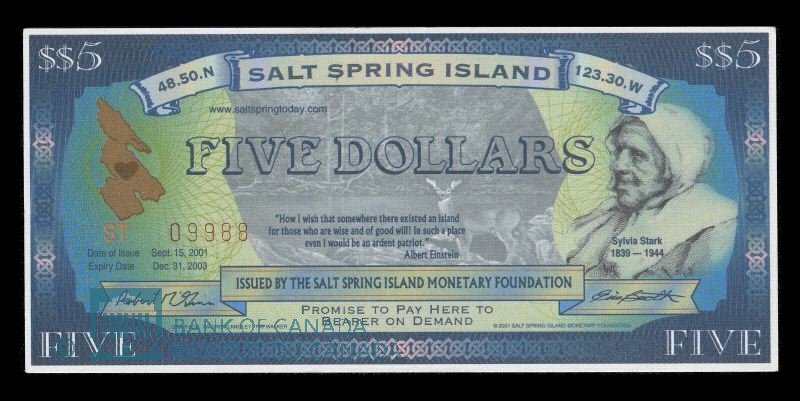 $$5
$$5
48.50.N
SALT SPRING ISLAND
123.30.W
www.saltspringtoday.com
FIVE DOLLARS
"How I wish that somewhere there existed an island
for those who are wise and of good will! In such a place
even I would be an ardent patriot."
Albert Einstein
ST 09988
Date of Issue Sept. 15, 2001
Expiry Date Dec. 31, 2003
Sylvia Stark
1839 — 1944
ISSUED BY THE SALT SPRING ISLAND MONETARY FOUNDATION
PROMISE TO PAY HERE TO
BEARER ON DEMAND
© 2001 SALT SPRING ISLAND MONETARY FOUNDATION
BANK OF CANADA
FIVE
FIVE